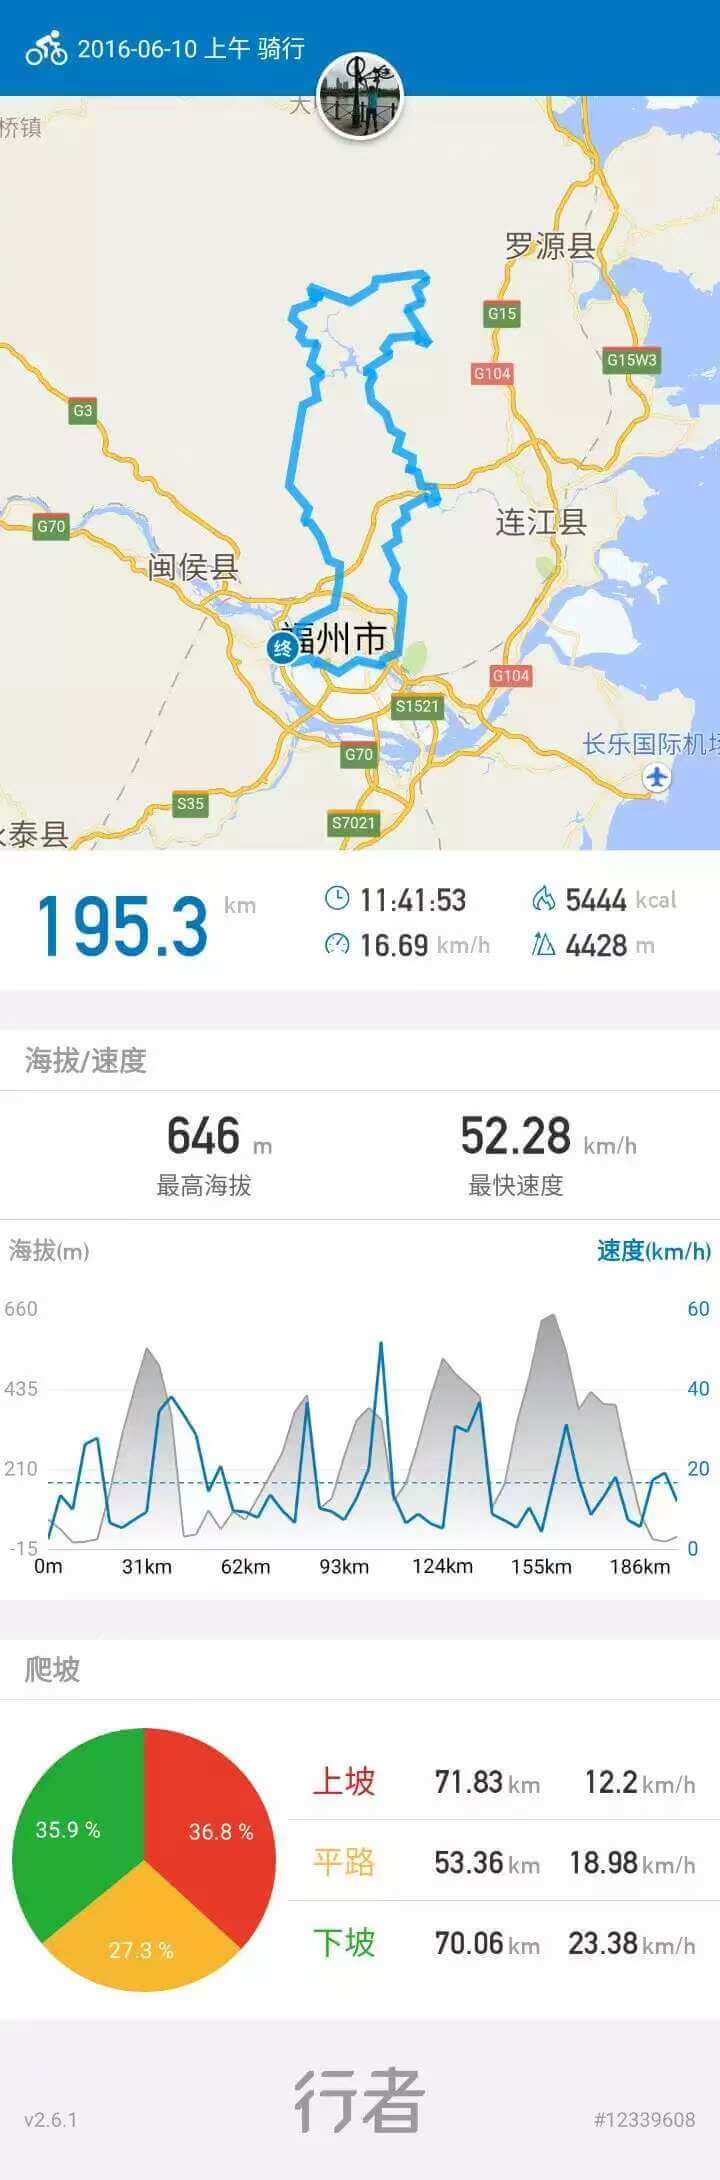 2016-06-10 上午 骑行
大
桥镇
罗源县
G15
G15W3
G104
G3
G70
连江县
闽侯县
终
福州市
G104
S1521
长乐国际机场
G70
S35
S7021
永泰县
195.3 km
11:41:53
5444 kcal
16.69 km/h
4428 m
海拔/速度
646 m
52.28 km/h
最高海拔
最快速度
海拔(m)
速度(km/h)
660
60
435
40
210
20
-15
0
0m 31km 62km 93km 124km 155km 186km
爬坡
35.9 %
36.8 %
27.3 %
上坡 71.83 km 12.2 km/h
平路 53.36 km 18.98 km/h
下坡 70.06 km 23.38 km/h
行者
v2.6.1
#12339608